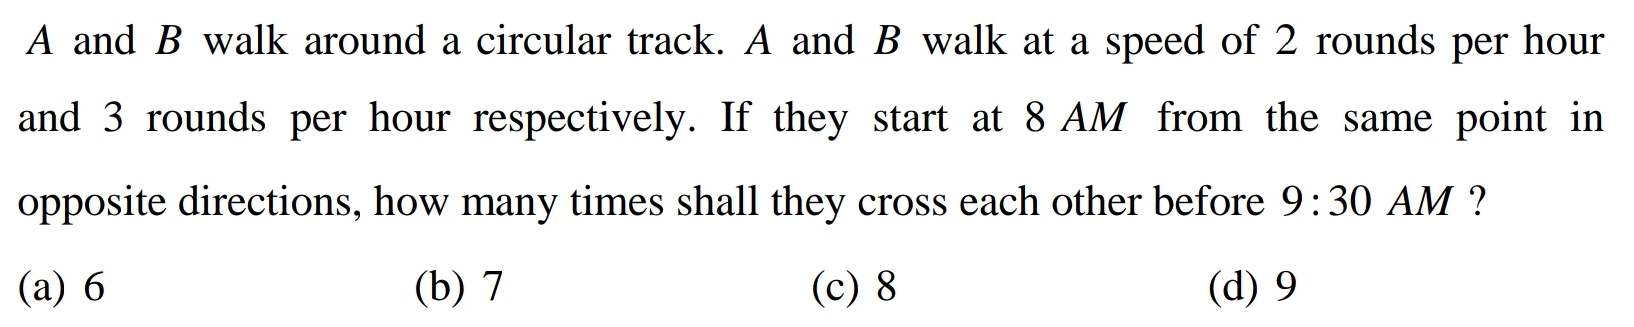 A and B walk around a circular track. A and B walk at a speed of 2 rounds per hour
and 3 rounds per hour respectively. If they start at 8 AM from the same point in
opposite directions, how many times shall they cross each other before 9:30 AM ?
(a) 6 (b) 7 (c) 8 (d) 9